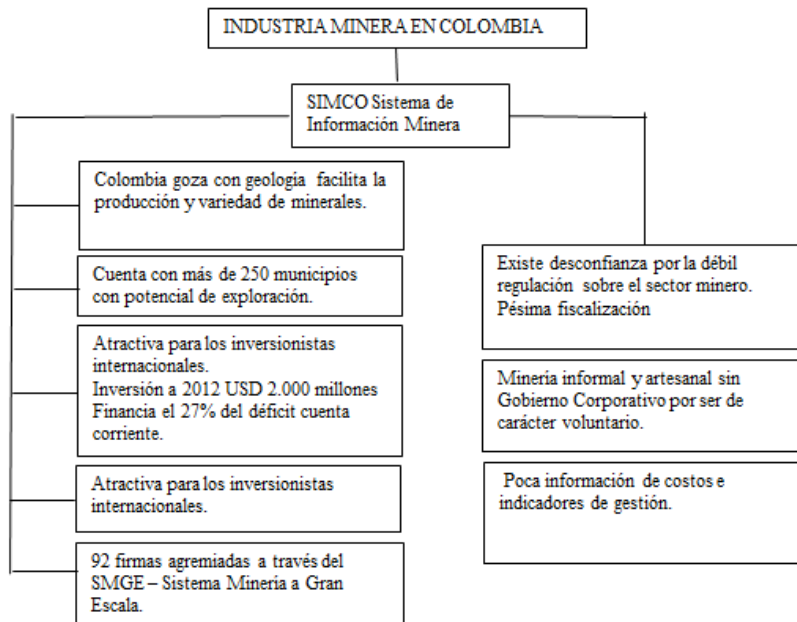 INDUSTRIA MINERA EN COLOMBIA
SIMCO Sistema de
Información Minera
Colombia goza con geología facilita la
producción y variedad de minerales.
Cuenta con más de 250 municipios
con potencial de exploración.
Atractiva para los inversionistas
internacionales.
Inversión a 2012 USD 2.000 millones
Financia el 27% del déficit cuenta
corriente.
Atractiva para los inversionistas
internacionales.
92 firmas agremiadas a través del
SMGE – Sistema Minería a Gran
Escala.
Existe desconfianza por la débil
regulación sobre el sector minero.
Pésima fiscalización
Minería informal y artesanal sin
Gobierno Corporativo por ser de
carácter voluntario.
Poca información de costos e
indicadores de gestión.